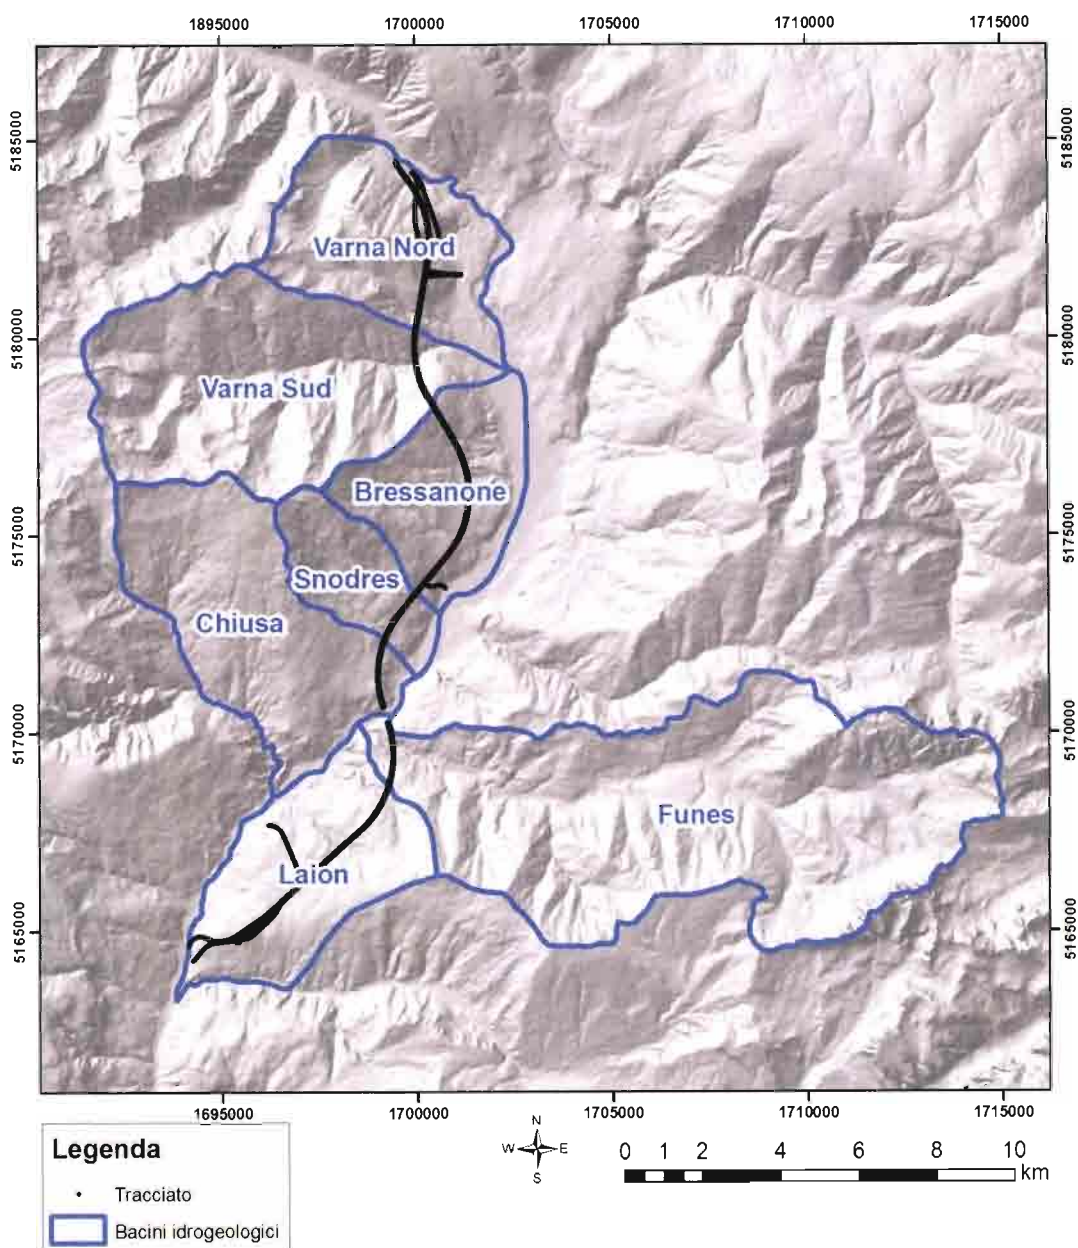 1895000 1700000 1705000 1710000 1715000
5185000 5185000
Varna Nord
5180000 5180000
Varna Sud
Bressanone
5175000 5175000
Snodres
Chiusa
5170000 5170000
Funes
Laion
5165000 5165000
1695000 1700000 1705000 1710000 1715000
Legenda
Tracciato
Bacini idrogeologici
N
W E
S
0 1 2 4 6 8 10
km